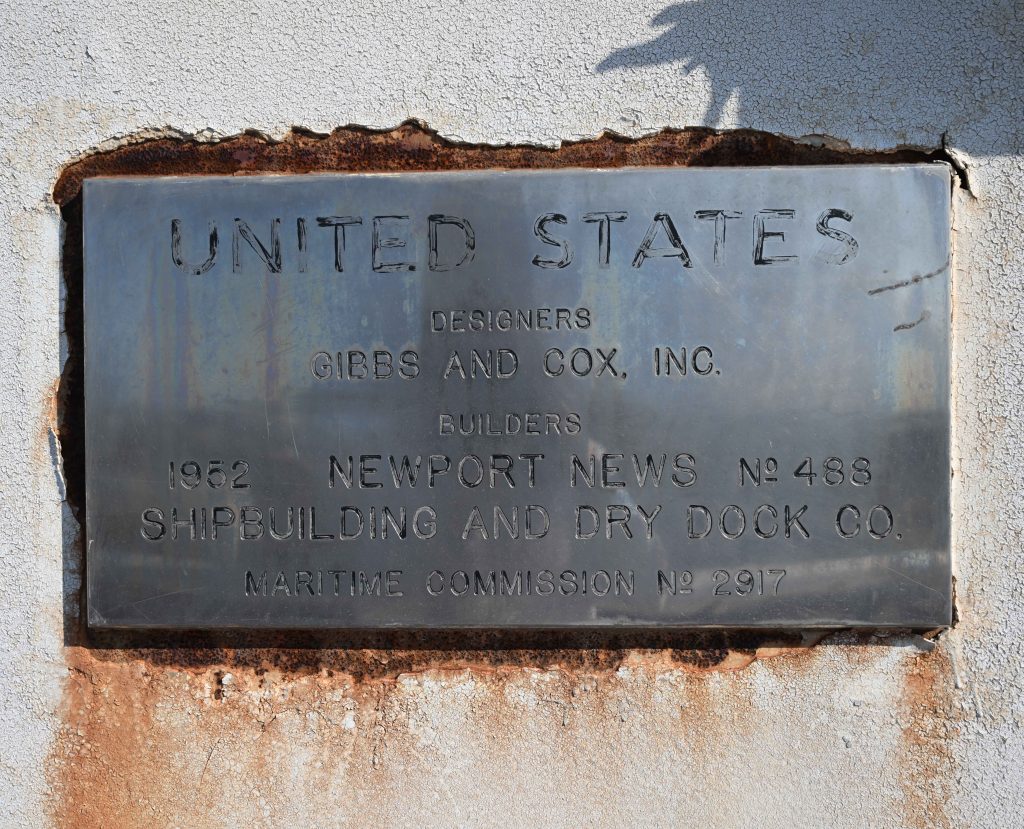 UNITED STATES
DESIGNERS
GIBBS AND COX, INC.
BUILDERS
1952 NEWPORT NEWS Nº 488
SHIPBUILDING AND DRY DOCK CO.
MARITIME COMMISSION Nº 2917